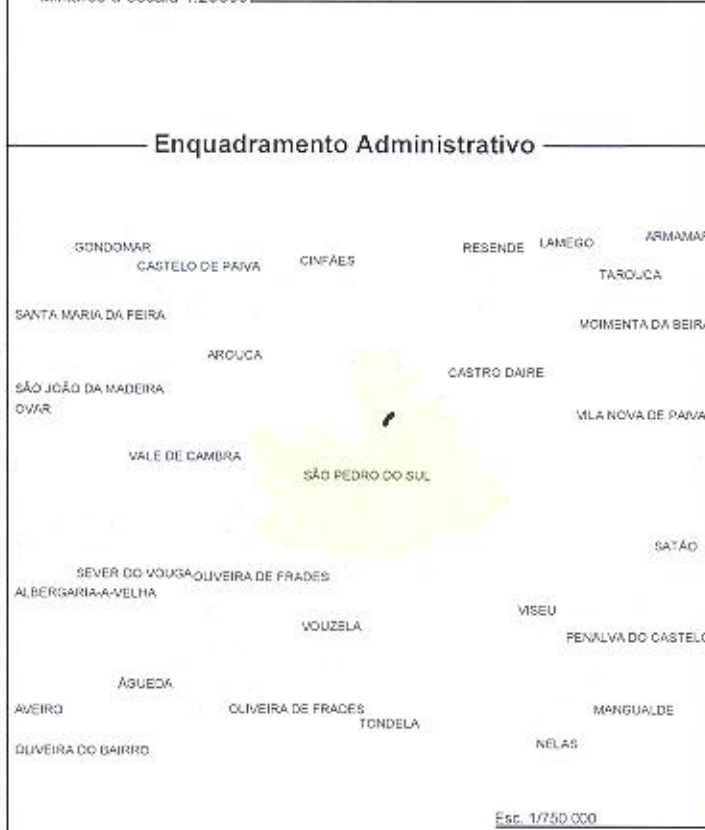 Enquadramento Administrativo
GONDOMAR
CASTELO DE PAIVA
CINFÃES
RESENDE
LAMEGO
ARMAMAR
TAROUCA
SANTA MARIA DA FEIRA
MOIMENTA DA BEIRA
AROUCA
CASTRO DAIRE
SÃO JOÃO DA MADEIRA
OVAR
VILA NOVA DE PAIVA
VALE DE CAMBRA
SÃO PEDRO DO SUL
SATÃO
SEVER DO VOUGA
OLIVEIRA DE FRADES
ALBERGARIA-A-VELHA
VISEU
VOUZELA
PENALVA DO CASTELO
ÁGUEDA
AVEIRO
OLIVEIRA DE FRADES
TONDELA
MANGUALDE
OLIVEIRA DO BAIRRO
NELAS
Esc. 1/750 000